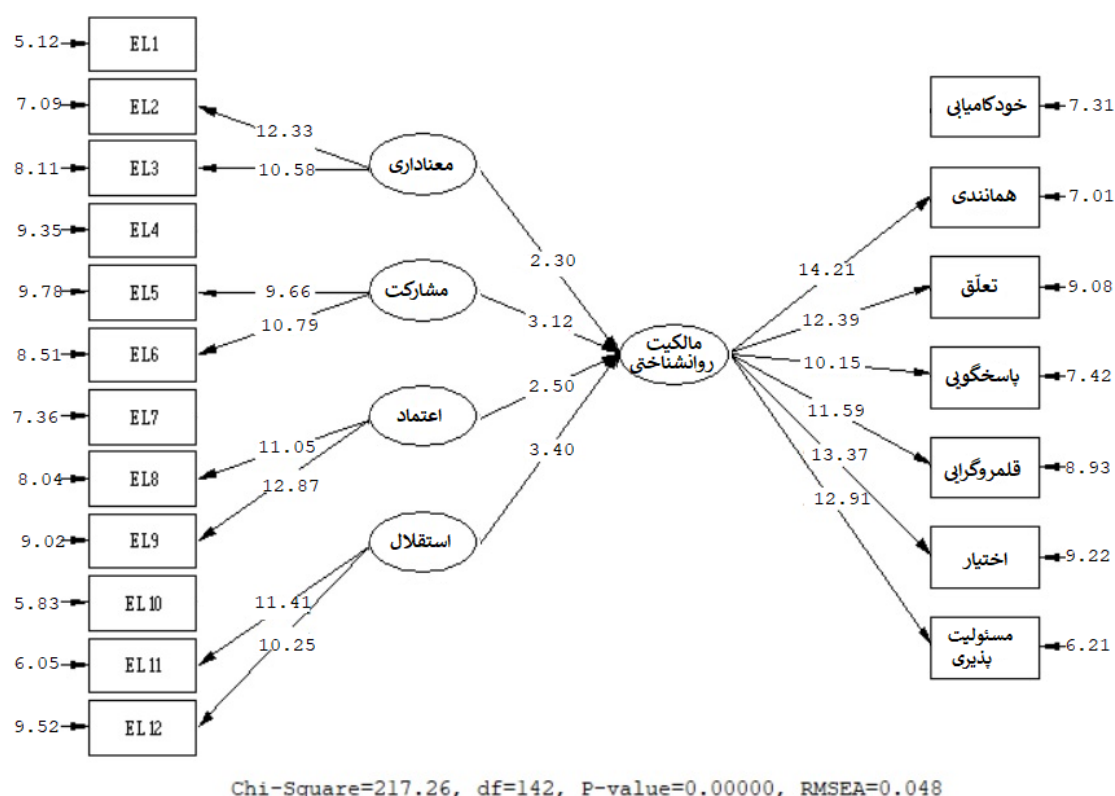 5.12 EL1
7.09 EL2
8.11 EL3
9.35 EL4
9.78 EL5
8.51 EL6
7.36 EL7
8.04 EL8
9.02 EL9
5.83 EL10
6.05 EL11
9.52 EL12
12.33
10.58
9.66
10.79
11.05
12.87
11.41
10.25
معناداری
مشارکت
اعتماد
استقلال
2.30
3.12
2.50
3.40
مالکیت
روانشناختی
14.21
12.39
10.15
11.59
13.37
12.91
خودکامیابی 7.31
همانندی 7.01
تعلّق 9.08
پاسخگویی 7.42
قلمروگرایی 8.93
اختیار 9.22
مسئولیت
پذیری 6.21
Chi-Square=217.26, df=142, P-value=0.00000, RMSEA=0.048